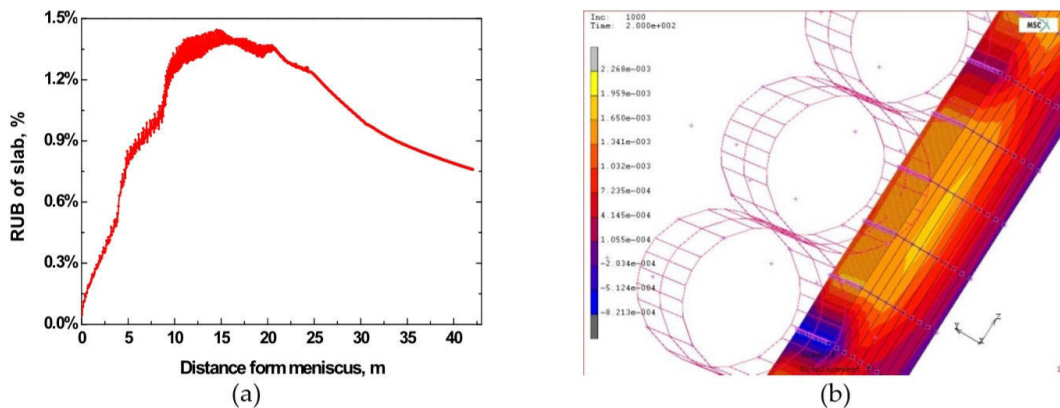 1.5%
1.2%
0.9%
0.6%
0.3%
0.0%
RUB of slab, %
0 5 10 15 20 25 30 35 40
Distance form meniscus, m
(a)
Inc: 1000
Time: 2.000e+002
MSC
2.268e-003
1.959e-003
1.650e-003
1.341e-003
1.032e-003
7.235e-004
4.145e-004
1.055e-004
-2.034e-004
-5.124e-004
-8.213e-004
Y Z
X
(b)